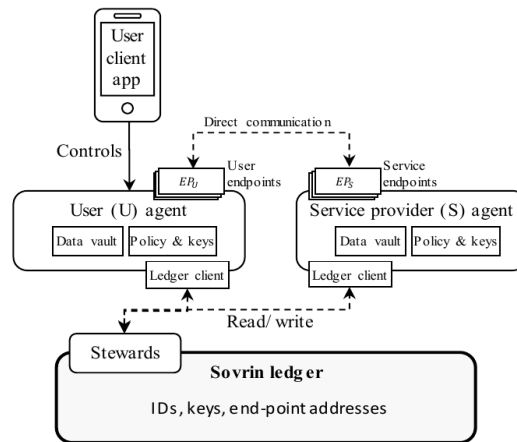 User
client
app
Direct communication
Controls
EP_U
User
endpoints
EP_S
Service
endpoints
User (U) agent
Data vault
Policy & keys
Ledger client
Service provider (S) agent
Data vault
Policy & keys
Ledger client
Read/write
Stewards
Sovrin ledger
IDs, keys, end-point addresses